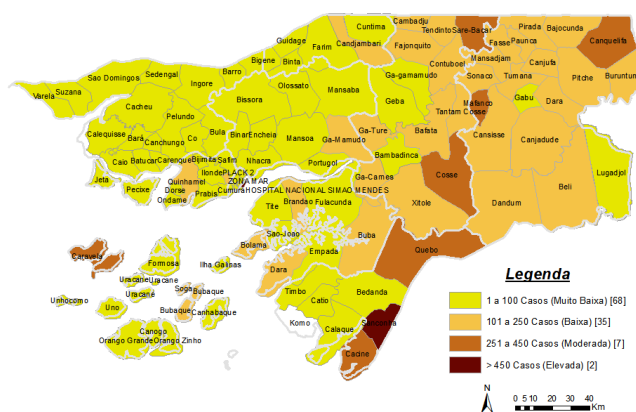 Cuntima
Cambadju
Tendinto
Sare-Bacar
Pirada
Bajocunda
Canquelifa
Guidage
Farim
Candjambari
Fajonquito
Fasse
Paunca
Bigene
Binta
Contuboel
Mansadjam
Canjufa
Sao Domingos
Sedengal
Ingore
Barro
Olossato
Mansaba
Ga-gamamudo
Sonaco
Tumana
Pitche
Buruntun
Varela
Suzana
Cacheu
Bissora
Geba
Mafanco
Gabu
Dara
Pelundo
Tantam Cosse
Calequisse
Bará
Canchungo
Co
Bula
Binar
Encheia
Mansoa
Ga-Mamudo
Ga-Ture
Bafata
Cansisse
Canjadude
Caio
Batucar
Carenque
Bijimita
Safim
Nhacra
Portugol
Bambadinca
Lugadjol
Jeta
Pecixe
Quinhamel
Ilonde
PLACK 2
ZONA MAR
Ga-Carnes
Cosse
Beli
Dorse
Ondame
Prabis
Cumura
HOSPITAL NACIONAL SIMAO MENDES
Tite
Brandao
Fulacunda
Xitole
Dandum
Sao-Joao
Buba
Bolama
Empada
Quebo
Caravela
Formosa
Ilha Galinas
Dara
Uracane
Uracane
Timbo
Bedanda
Unhocomo
Uno
Uracane
Soga
Bubaque
Bubaque
Canhabaque
Catio
Komo
Canogo
Orango Grande
Orango Zinho
Calaque
Cacine
Legenda
1 a 100 Casos (Muito Baixa) [68]
101 a 250 Casos (Baixa) [35]
251 a 450 Casos (Moderada) [7]
> 450 Casos (Elevada) [2]
N
0 5 10 20 30 40
Km